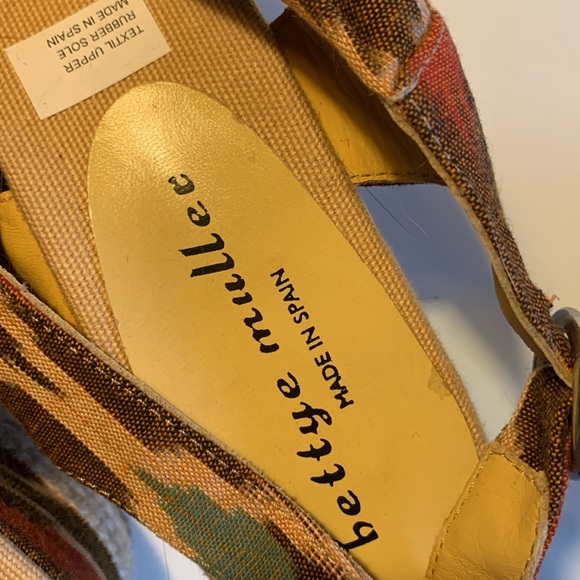 TEXTIL UPPER
RUBBER SOLE
MADE IN SPAIN
bettye muller
MADE IN SPAIN